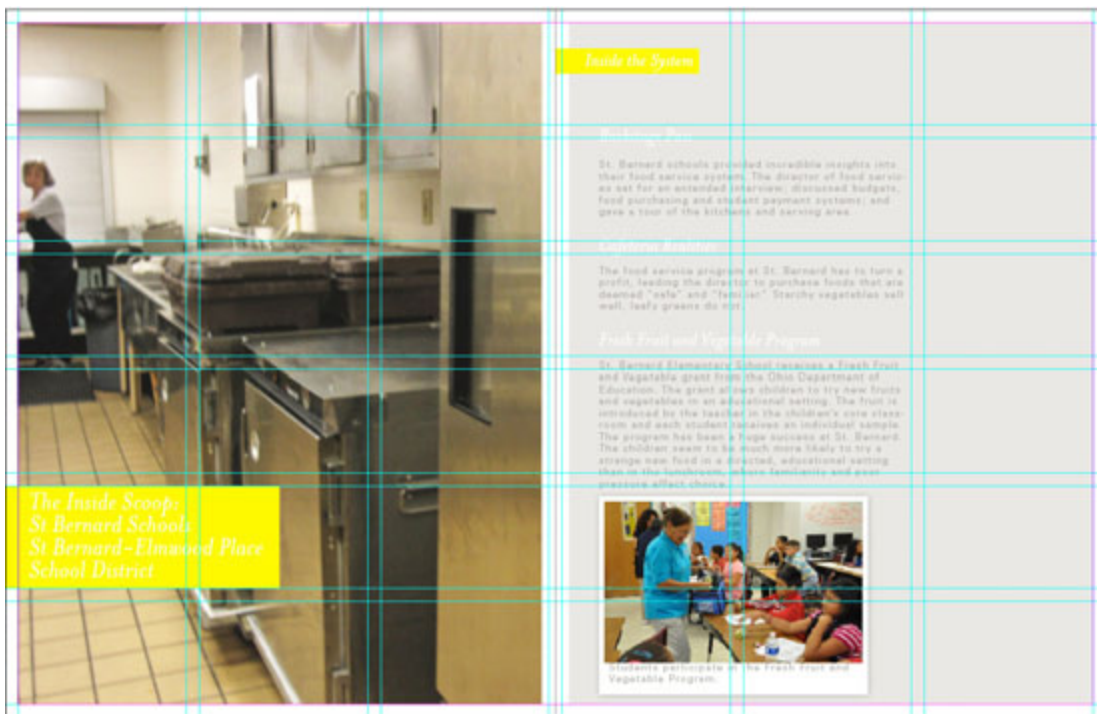 The Inside Scoop:
St Bernard Schools
St Bernard-Elmwood Place
School District
Inside the System
Backstage Pass
St. Bernard schools provided incredible insights into
their food service system. The director of food servic-
es sat for an extended interview; discussed budgets,
food purchasing and student payment systems; and
gave a tour of the kitchens and serving area.
Cafeteria Realities
The food service program at St. Bernard has to turn a
profit, leading the director to purchase foods that are
deemed "safe" and "familiar." Starchy vegetables sell
well, leafy greens do not.
Fresh Fruit and Vegetable Program
St. Bernard Elementary School receives a Fresh Fruit
and Vegetable grant from the Ohio Department of
Education. The grant allows children to try new fruits
and vegetables in an educational setting. The fruit is
introduced by the teacher in the children's core class-
room and each student receives an individual sample.
The program has been a huge success at St. Bernard.
The children seem to be much more likely to try a
strange new food in a directed, educational setting
than in the lunchroom, where familiarity and peer
pressure affect choice.
Students participate in the Fresh Fruit and
Vegetable Program.